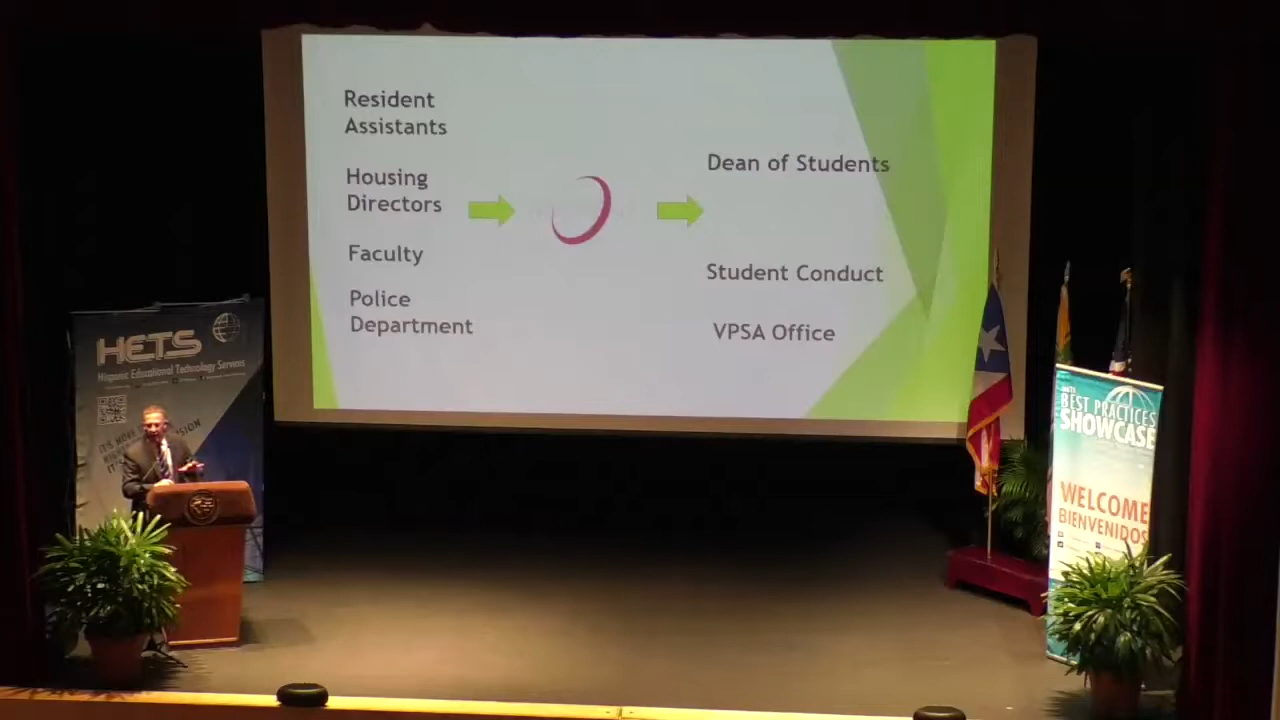 Resident
Assistants
Housing
Directors
Faculty
Police
Department
Dean of Students
Student Conduct
VPSA Office
HETS
Hispanic Educational Technology Services
BEST PRACTICES
SHOWCASE
WELCOME
BIENVENIDOS